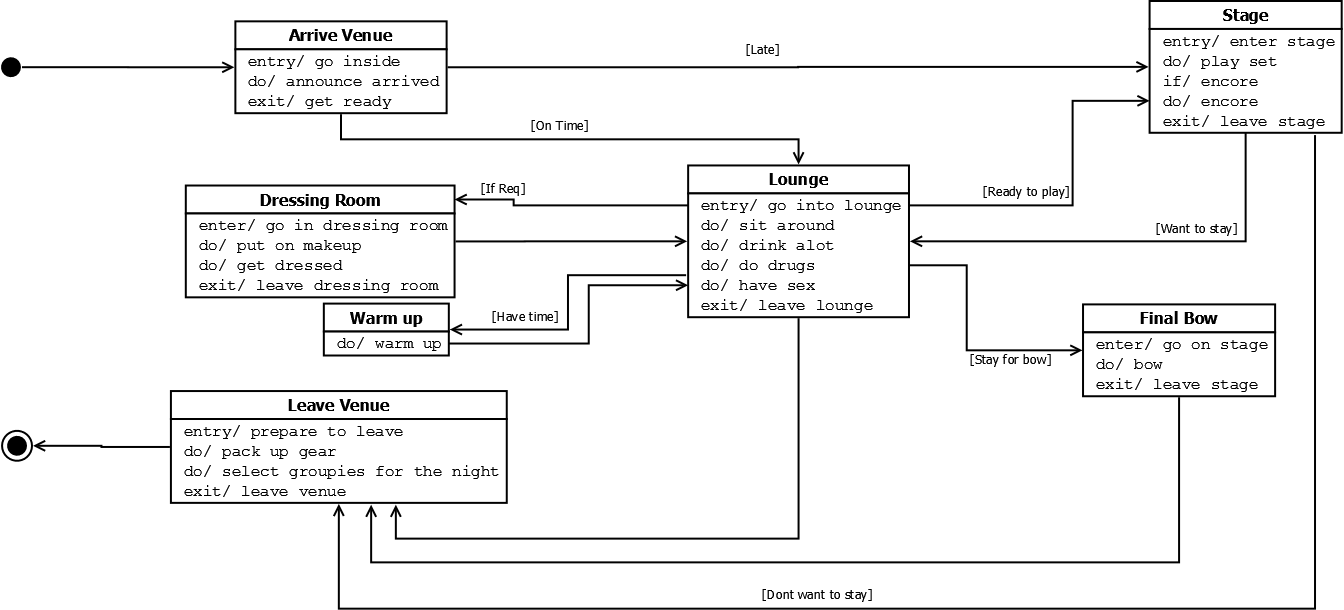 Arrive Venue
entry/ go inside
do/ announce arrived
exit/ get ready
[Late]
Stage
entry/ enter stage
do/ play set
if/ encore
do/ encore
exit/ leave stage
[On Time]
[If Req]
Dressing Room
enter/ go in dressing room
do/ put on makeup
do/ get dressed
exit/ leave dressing room
Lounge
entry/ go into lounge
do/ sit around
do/ drink alot
do/ do drugs
do/ have sex
exit/ leave lounge
[Ready to play]
[Want to stay]
Warm up
do/ warm up
[Have time]
[Stay for bow]
Final Bow
enter/ go on stage
do/ bow
exit/ leave stage
Leave Venue
entry/ prepare to leave
do/ pack up gear
do/ select groupies for the night
exit/ leave venue
[Dont want to stay]